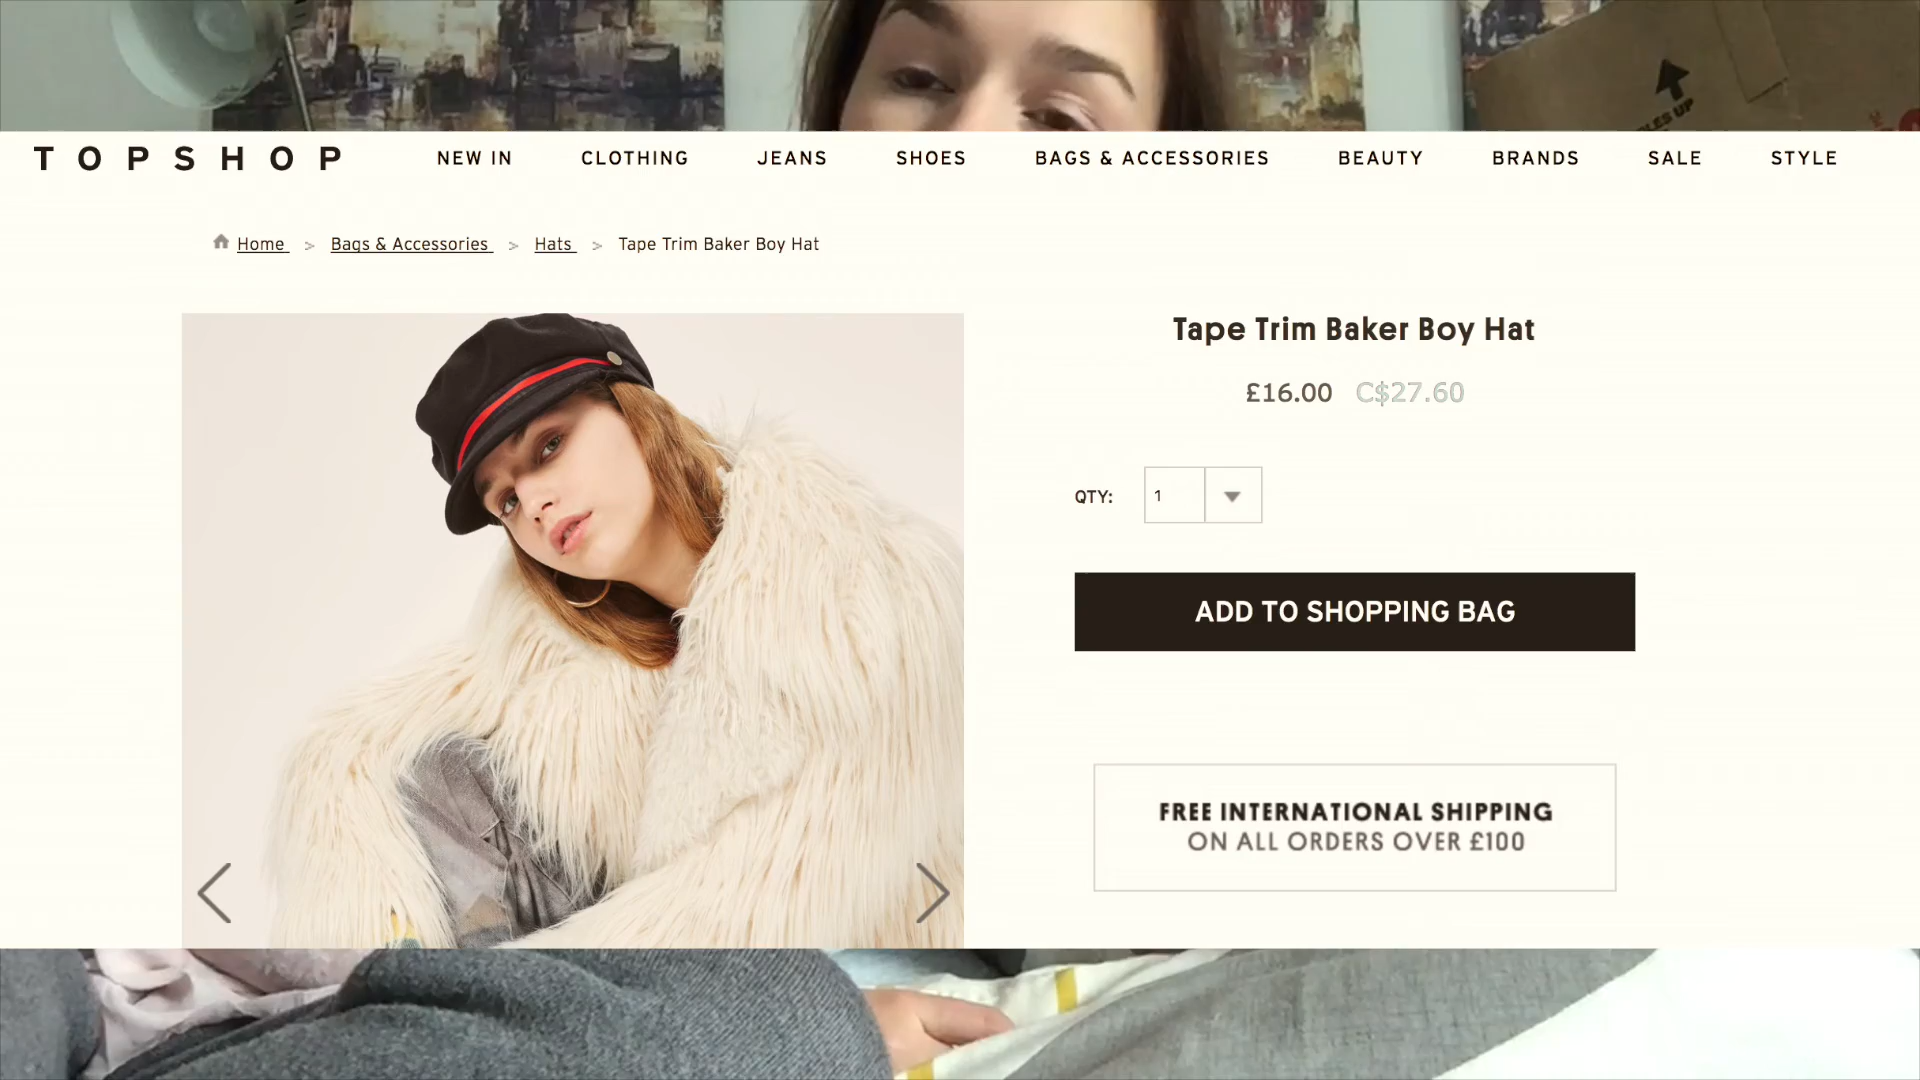 LES UP
TOPSHOP
NEW IN
CLOTHING
JEANS
SHOES
BAGS & ACCESSORIES
BEAUTY
BRANDS
SALE
STYLE
Home > Bags & Accessories > Hats > Tape Trim Baker Boy Hat
Tape Trim Baker Boy Hat
£16.00 C$27.60
QTY: 1
ADD TO SHOPPING BAG
FREE INTERNATIONAL SHIPPING
ON ALL ORDERS OVER £100